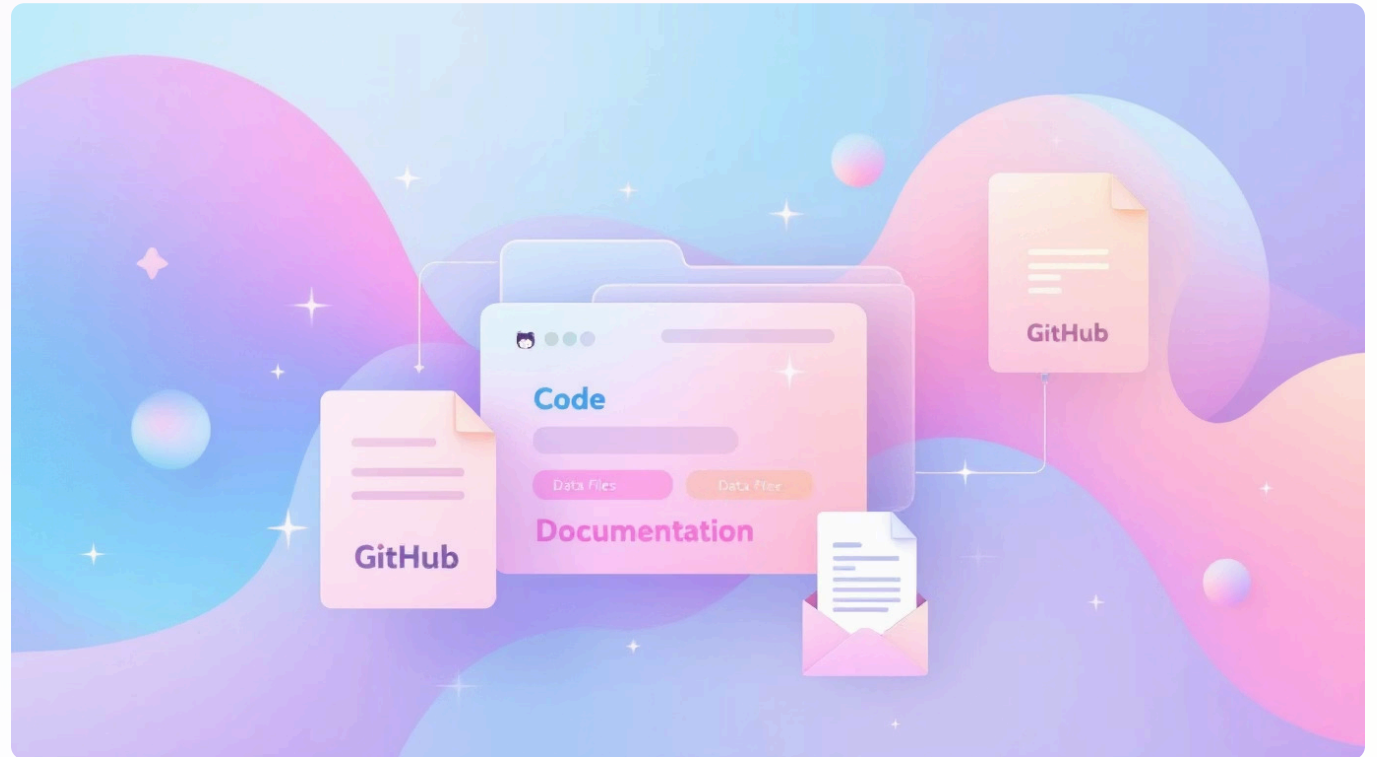 GitHub
Code
Data Files
Data Files
Documentation
GitHub